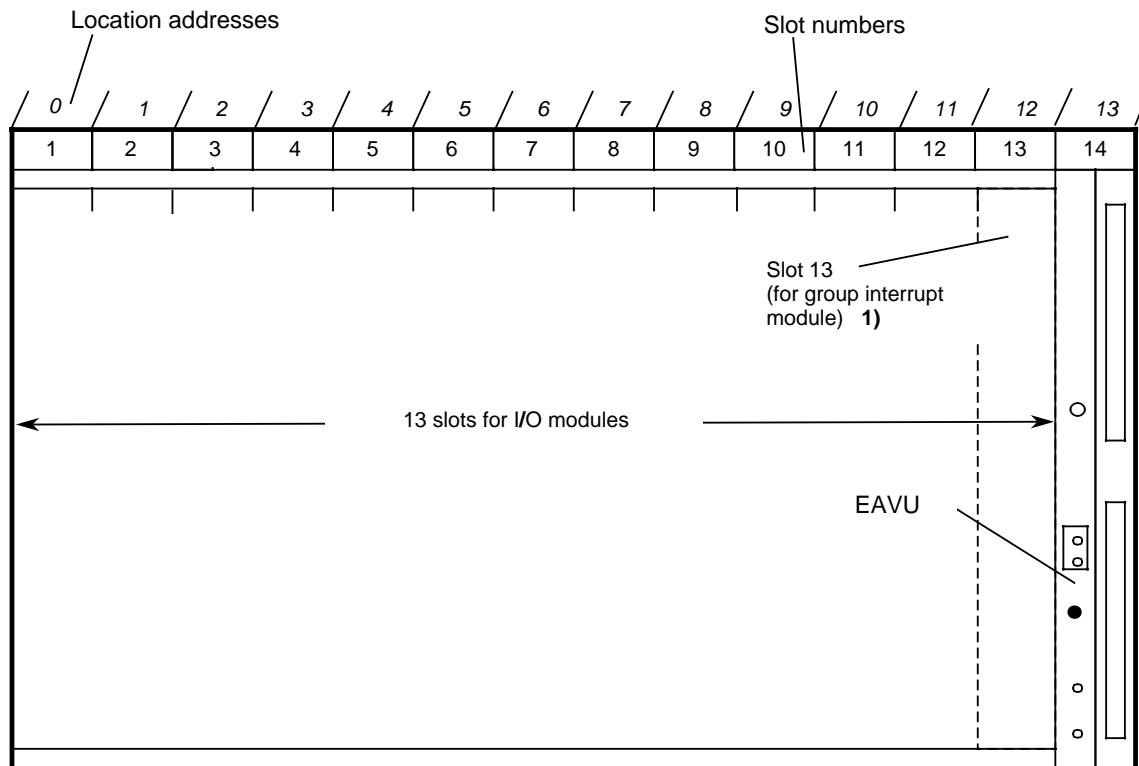 Location addresses
Slot numbers
0 1 2 3 4 5 6 7 8 9 10 11 12 13
1 2 3 4 5 6 7 8 9 10 11 12 13 14
Slot 13
(for group interrupt
module) 1)
13 slots for I/O modules
EAVU